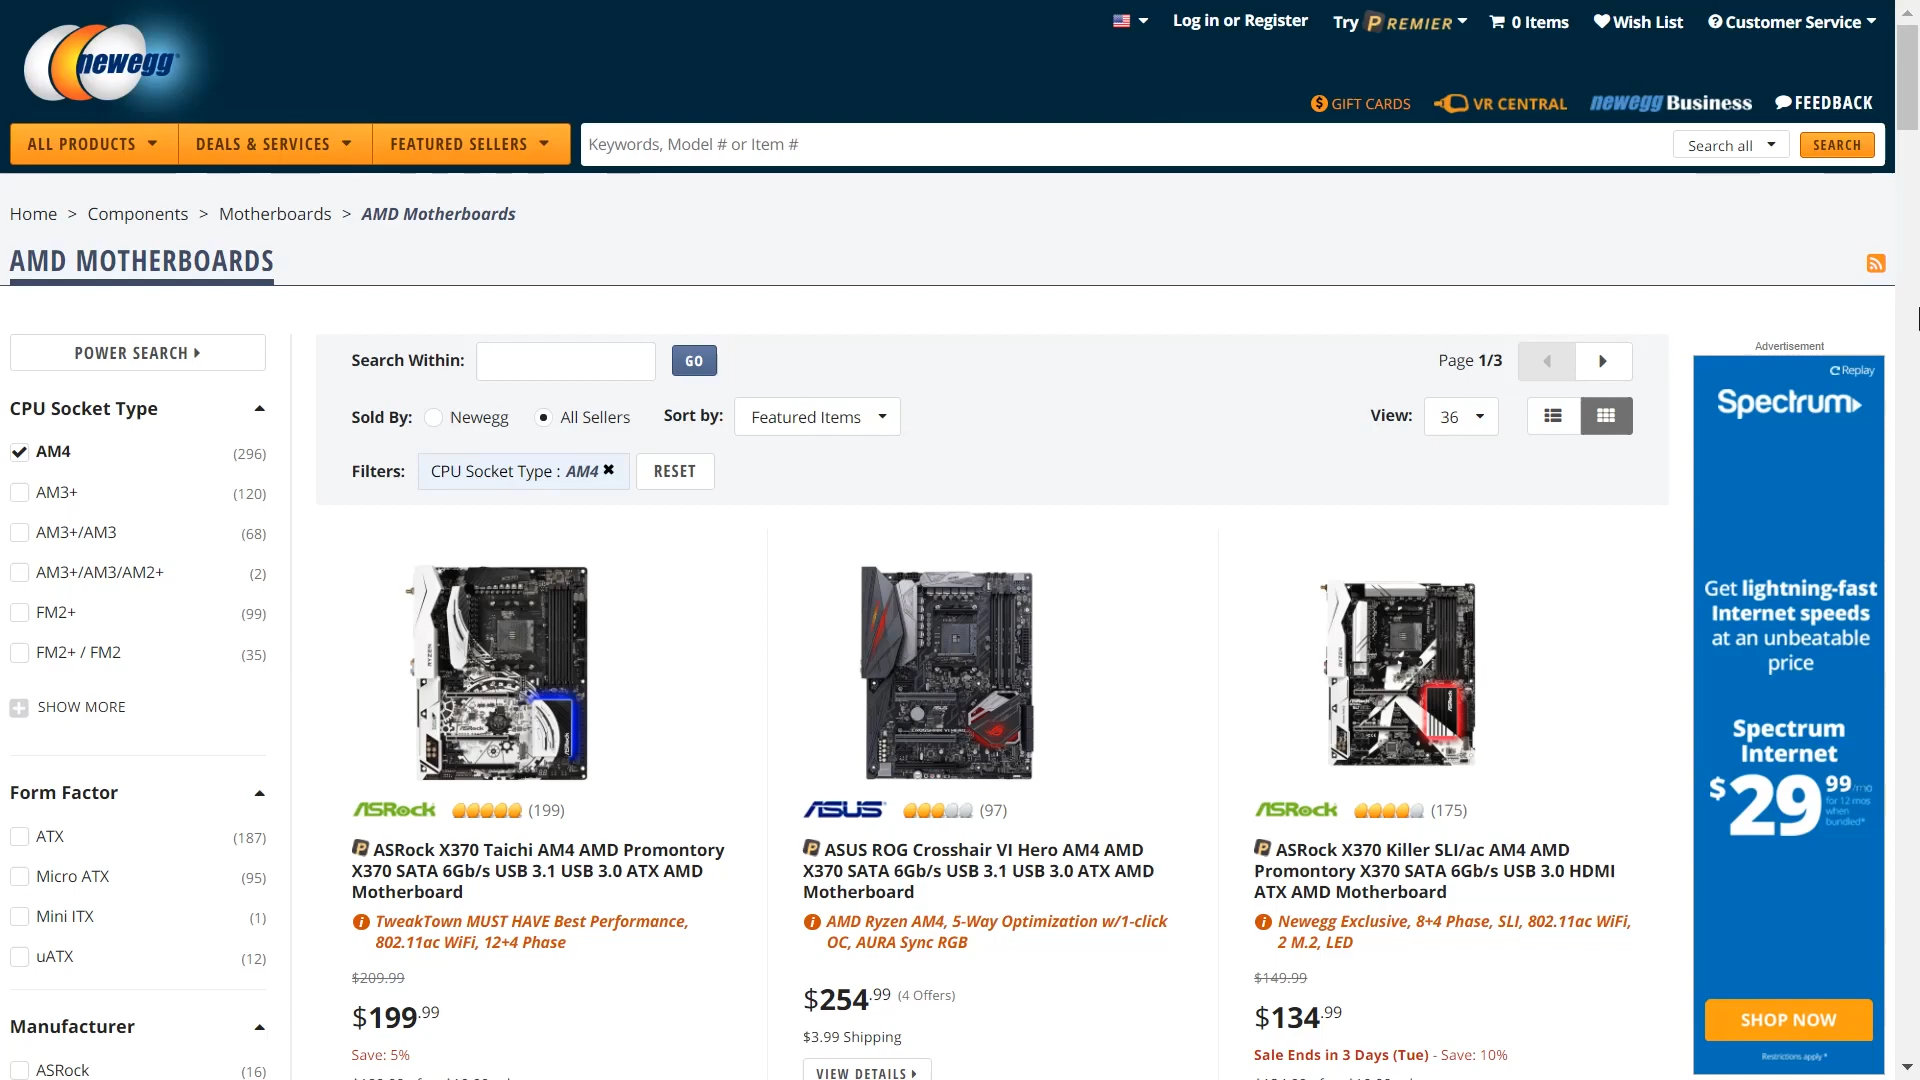 Log in or Register
Try PREMIER
0 Items
Wish List
Customer Service
newegg
GIFT CARDS
VR CENTRAL
newegg Business
FEEDBACK
ALL PRODUCTS
DEALS & SERVICES
FEATURED SELLERS
Keywords, Model # or Item #
Search all
SEARCH
Home > Components > Motherboards > AMD Motherboards
AMD MOTHERBOARDS
POWER SEARCH
CPU Socket Type
AM4 (296)
AM3+ (120)
AM3+/AM3 (68)
AM3+/AM3/AM2+ (2)
FM2+ (99)
FM2+ / FM2 (35)
SHOW MORE
Form Factor
ATX (187)
Micro ATX (95)
Mini ITX (1)
uATX (12)
Manufacturer
ASRock (16)
Search Within:
GO
Page 1/3
Sold By: Newegg All Sellers
Sort by: Featured Items
View: 36
Filters: CPU Socket Type : AM4 ✖
RESET
ASRock (199)
ASRock X370 Taichi AM4 AMD Promontory
X370 SATA 6Gb/s USB 3.1 USB 3.0 ATX AMD
Motherboard
TweakTown MUST HAVE Best Performance,
802.11ac WiFi, 12+4 Phase
$209.99
$199.99
Save: 5%
ASUS (97)
ASUS ROG Crosshair VI Hero AM4 AMD
X370 SATA 6Gb/s USB 3.1 USB 3.0 ATX AMD
Motherboard
AMD Ryzen AM4, 5-Way Optimization w/1-click
OC, AURA Sync RGB
$254.99 (4 Offers)
$3.99 Shipping
VIEW DETAILS
ASRock (175)
ASRock X370 Killer SLI/ac AM4 AMD
Promontory X370 SATA 6Gb/s USB 3.0 HDMI
ATX AMD Motherboard
Newegg Exclusive, 8+4 Phase, SLI, 802.11ac WiFi,
2 M.2, LED
$149.99
$134.99
Sale Ends in 3 Days (Tue) - Save: 10%
Advertisement
Replay
Spectrum
Get lightning-fast
Internet speeds
at an unbeatable
price
Spectrum
Internet
$29.99/mo
for 12 mos
when
bundled*
SHOP NOW
Restrictions apply *